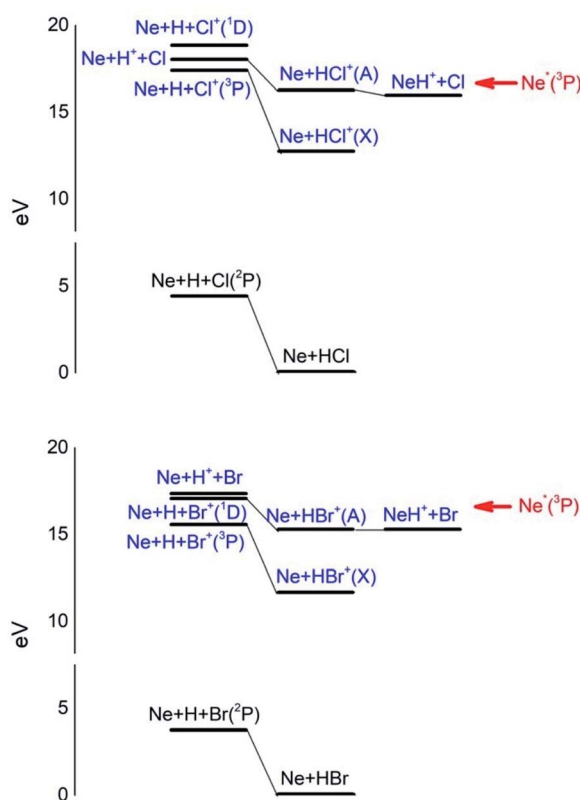 20
Ne+H+Cl⁺(¹D)
Ne+H⁺+Cl
Ne+H+Cl⁺(³P)
Ne+HCl⁺(A)
NeH⁺+Cl
Ne*(³P)
15
Ne+HCl⁺(X)
10
eV
5
Ne+H+Cl(²P)
Ne+HCl
0
20
Ne+H⁺+Br
Ne+H+Br⁺(¹D)
Ne+H+Br⁺(³P)
Ne+HBr⁺(A)
NeH⁺+Br
Ne*(³P)
15
Ne+HBr⁺(X)
10
eV
5
Ne+H+Br(²P)
Ne+HBr
0